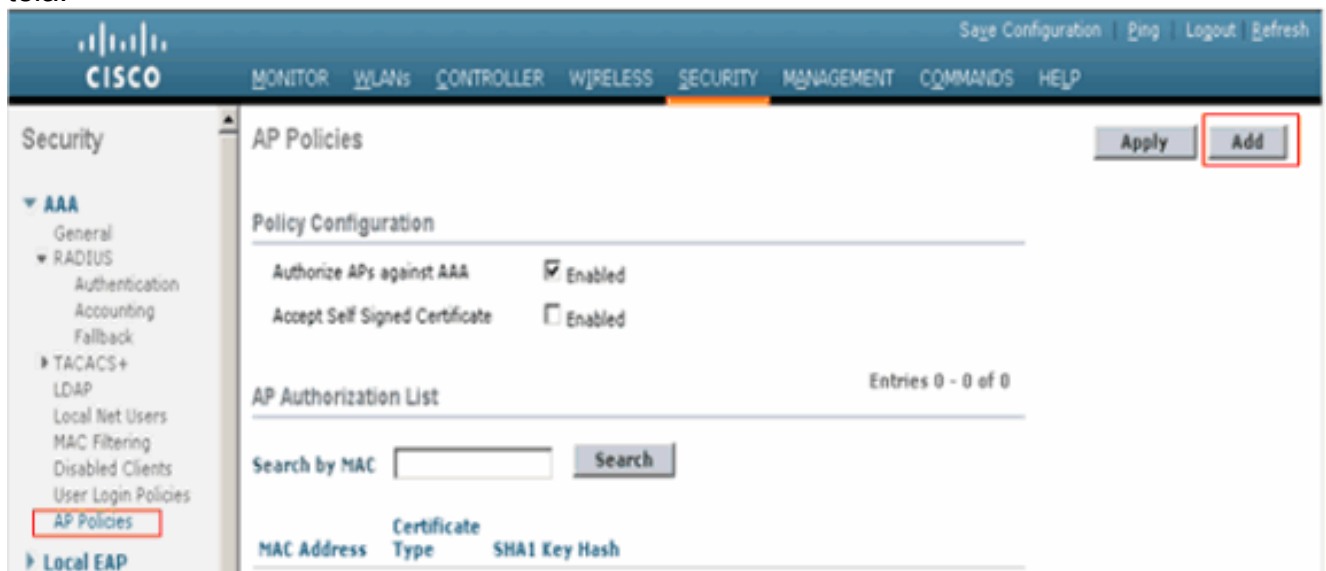 tela.
Save Configuration Ping Logout Refresh
CISCO
MONITOR WLANs CONTROLLER WIRELESS SECURITY MANAGEMENT COMMANDS HELP
Security
AAA
General
RADIUS
Authentication
Accounting
Fallback
TACACS+
LDAP
Local Net Users
MAC Filtering
Disabled Clients
User Login Policies
AP Policies
Local EAP
AP Policies
Apply Add
Policy Configuration
Authorize APs against AAA Enabled
Accept Self Signed Certificate Enabled
AP Authorization List Entries 0 - 0 of 0
Search by MAC Search
MAC Address Certificate Type SHA1 Key Hash